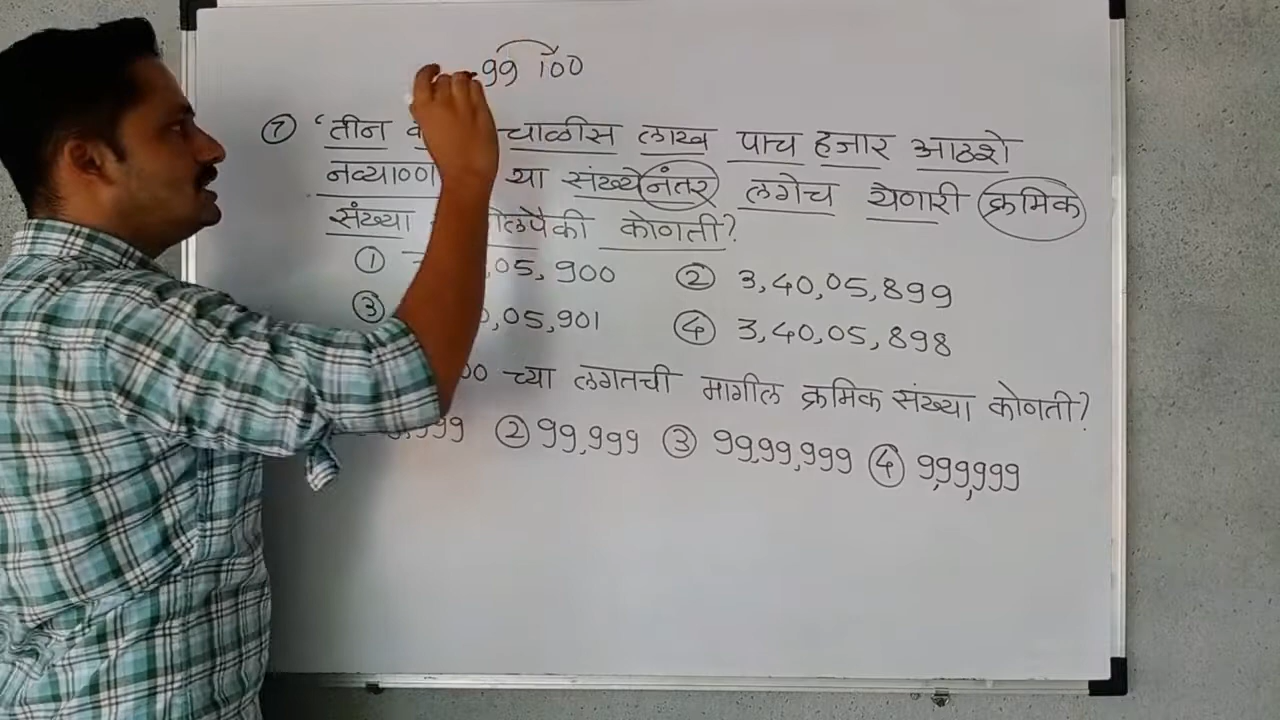 99 100
⑦ ‘तीन चाळीस लाख पाच हजार आठशे
नव्याण्ण या संख्येनंतर लगेच येणारी क्रमिक
संख्या कोणती?
① ,05,900 ② 3,40,05,899
③ ,05,901 ④ 3,40,05,898
00 च्या लगतची मागील क्रमिक संख्या कोणती?
,999 ② 99,999 ③ 99,99,999 ④ 9,99,999